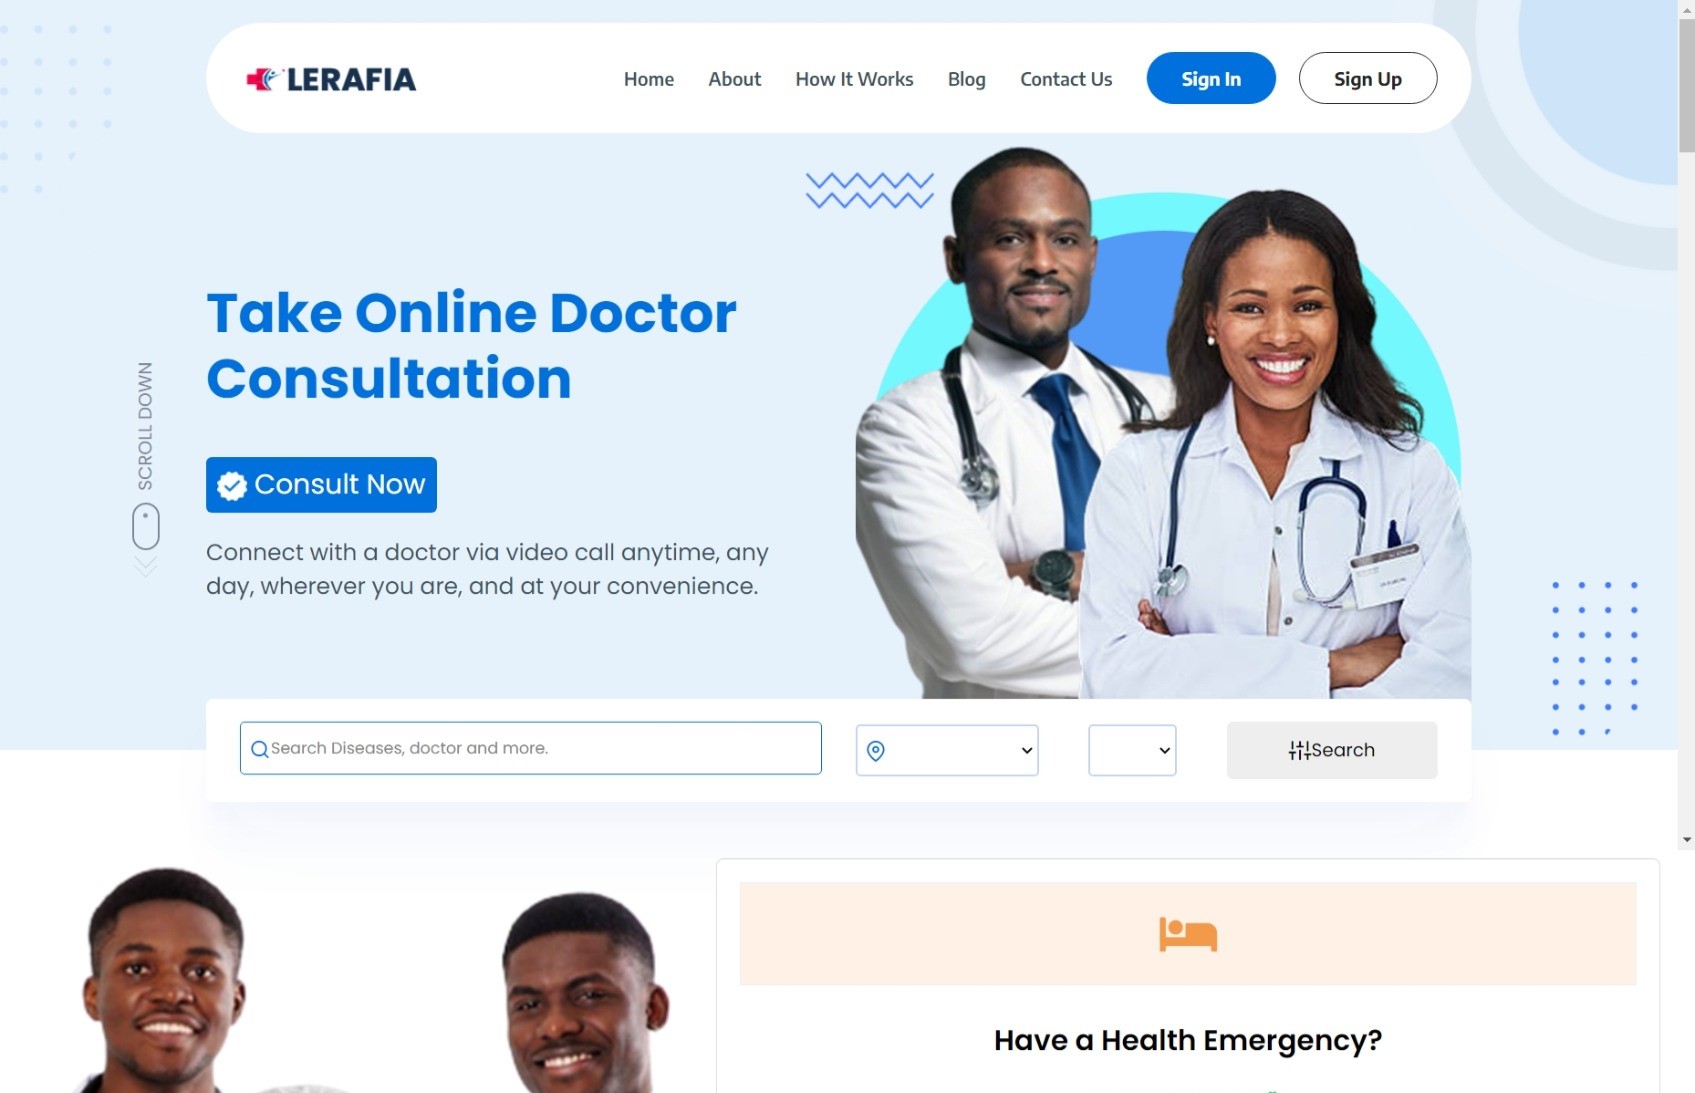 LERAFIA
Home About How It Works Blog Contact Us Sign In Sign Up
Take Online Doctor
Consultation
SCROLL DOWN
Consult Now
Connect with a doctor via video call anytime, any
day, wherever you are, and at your convenience.
Search Diseases, doctor and more.
Search
Have a Health Emergency?